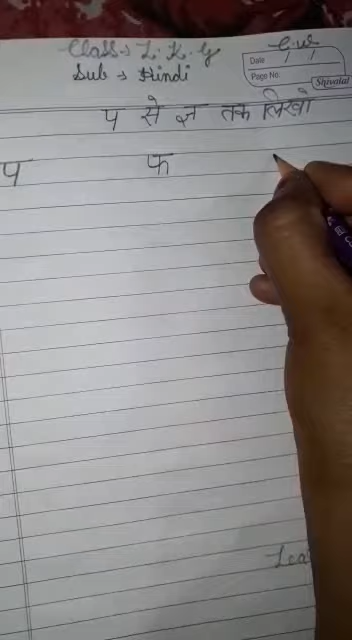 Class → L.K.G
C.W
Sub → Hindi
Date / /
Page No.
Shivalal
प से ज्ञ तक लिखो
प फ